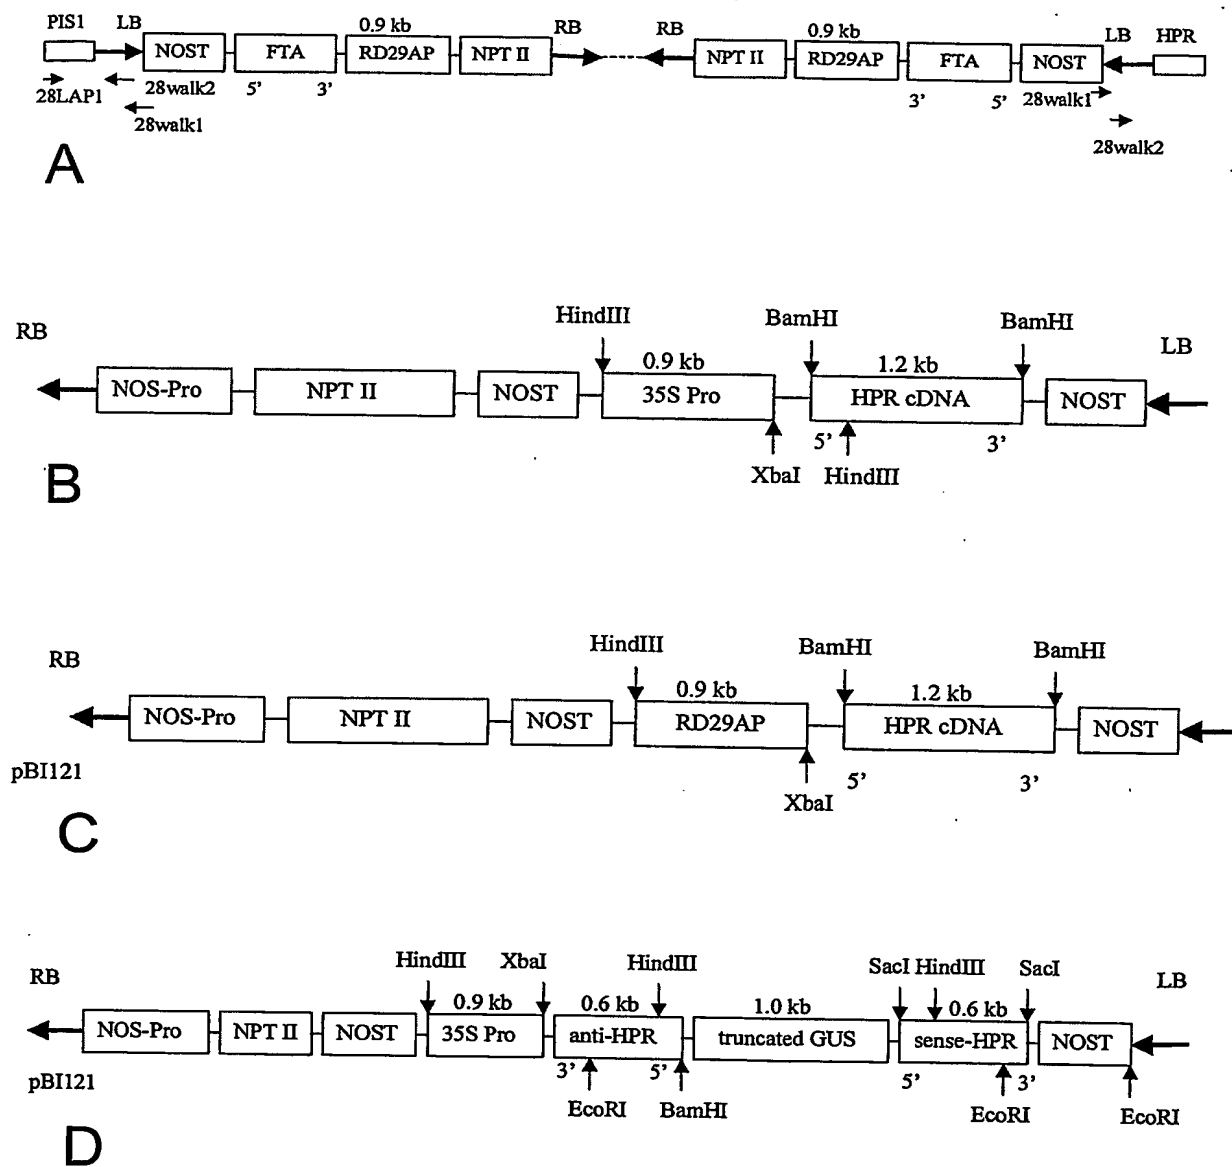 PIS1 LB 0.9 kb RB RB 0.9 kb LB HPR
NOST FTA RD29AP NPT II NPT II RD29AP FTA NOST
28LAP1 28walk2 5’ 3’ 3’ 5’ 28walk1
28walk1 28walk2
A
HindIII BamHI BamHI
RB 0.9 kb 1.2 kb LB
NOS-Pro NPT II NOST 35S Pro HPR cDNA NOST
5’ 3’
XbaI HindIII
B
HindIII BamHI BamHI
RB 0.9 kb 1.2 kb
NOS-Pro NPT II NOST RD29AP HPR cDNA NOST
pBI121 5’ 3’
XbaI
C
HindIII XbaI HindIII SacI HindIII SacI
RB 0.9 kb 0.6 kb 1.0 kb 0.6 kb LB
NOS-Pro NPT II NOST 35S Pro anti-HPR truncated GUS sense-HPR NOST
pBI121 3’ 5’ 5’ 3’
EcoRI BamHI EcoRI EcoRI
D